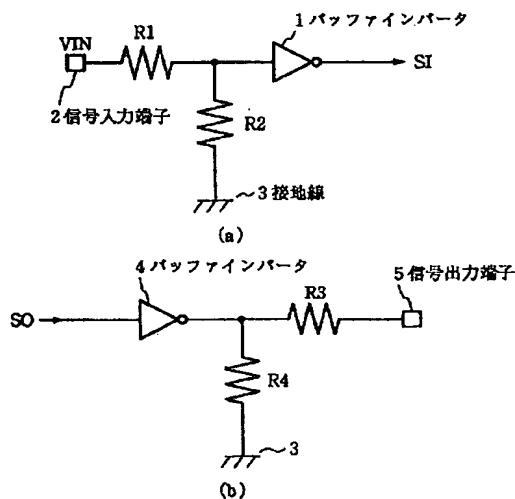 1バッファインバータ
VIN
R1
SI
2信号入力端子
R2
3接地線
(a)
4バッファインバータ
5信号出力端子
R3
SO
R4
3
(b)